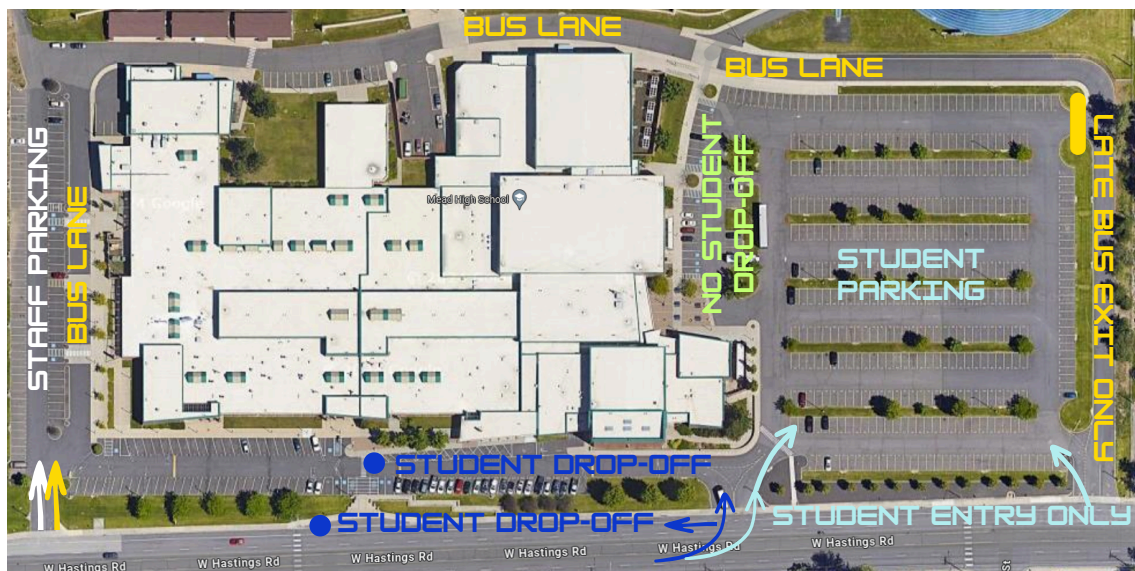 BUS LANE
BUS LANE
STAFF PARKING
BUS LANE
Mead High School
Google
NO STUDENT
DROP-OFF
STUDENT
PARKING
LATE BUS EXIT ONLY
STUDENT DROP-OFF
STUDENT DROP-OFF
STUDENT ENTRY ONLY
W Hastings Rd
W Hastings Rd
W Hastings Rd
W Hastings Rd
W Hastings Rd
St